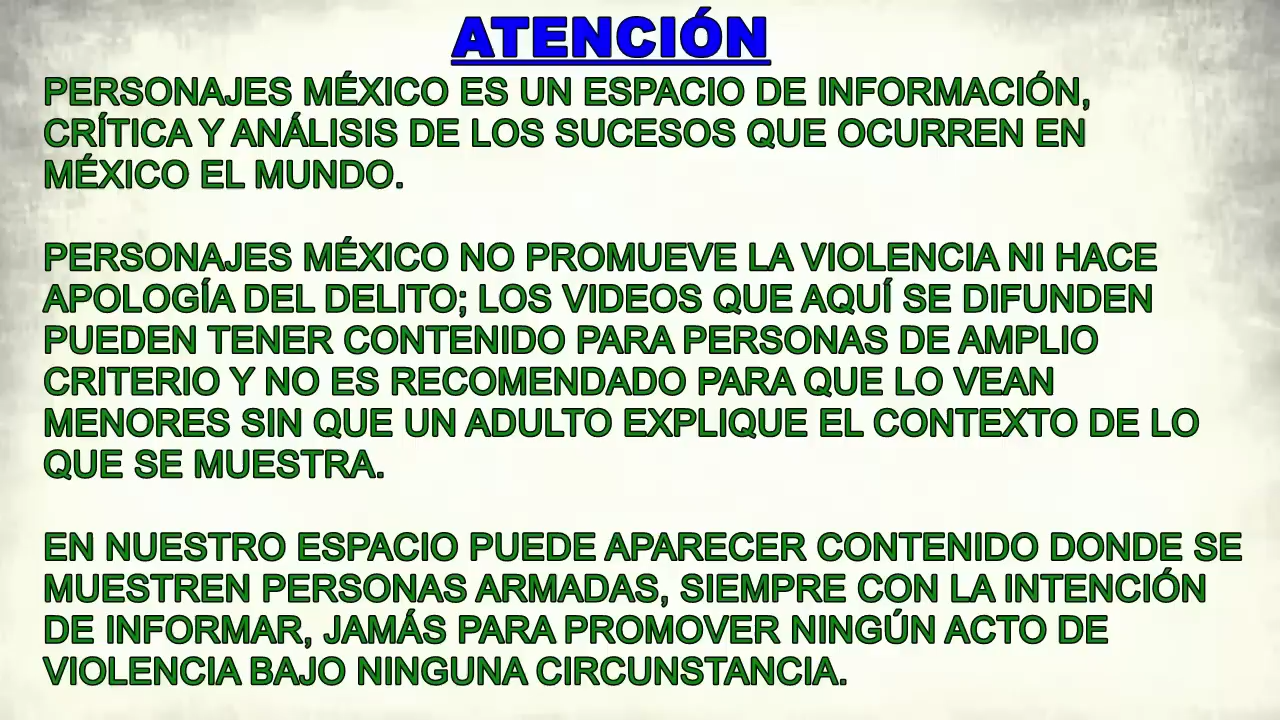 ATENCIÓN
PERSONAJES MÉXICO ES UN ESPACIO DE INFORMACIÓN,
CRÍTICA Y ANÁLISIS DE LOS SUCESOS QUE OCURREN EN
MÉXICO EL MUNDO.
PERSONAJES MÉXICO NO PROMUEVE LA VIOLENCIA NI HACE
APOLOGÍA DEL DELITO; LOS VIDEOS QUE AQUÍ SE DIFUNDEN
PUEDEN TENER CONTENIDO PARA PERSONAS DE AMPLIO
CRITERIO Y NO ES RECOMENDADO PARA QUE LO VEAN
MENORES SIN QUE UN ADULTO EXPLIQUE EL CONTEXTO DE LO
QUE SE MUESTRA.
EN NUESTRO ESPACIO PUEDE APARECER CONTENIDO DONDE SE
MUESTREN PERSONAS ARMADAS, SIEMPRE CON LA INTENCIÓN
DE INFORMAR, JAMÁS PARA PROMOVER NINGÚN ACTO DE
VIOLENCIA BAJO NINGUNA CIRCUNSTANCIA.